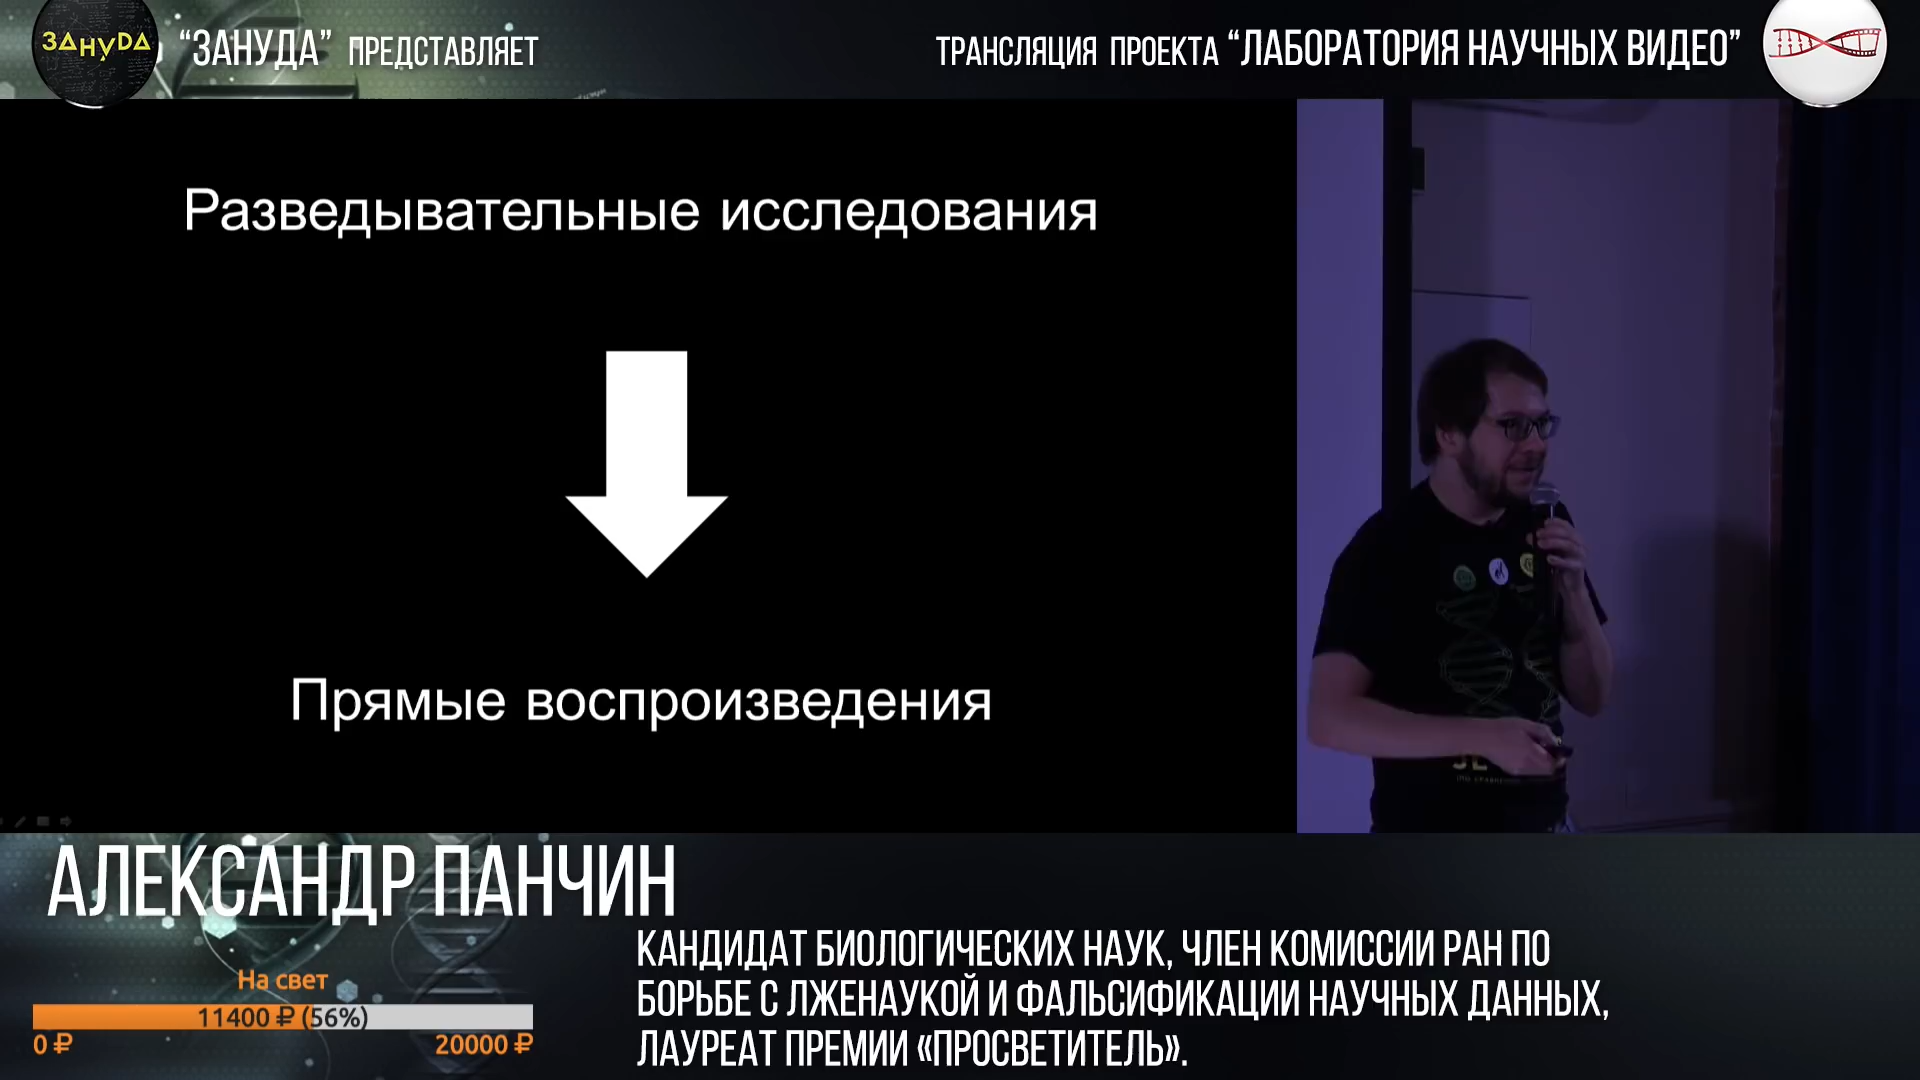 ЗАНУДА
“ЗАНУДА” ПРЕДСТАВЛЯЕТ
ТРАНСЛЯЦИЯ ПРОЕКТА “ЛАБОРАТОРИЯ НАУЧНЫХ ВИДЕО”
Разведывательные исследования
Прямые воспроизведения
АЛЕКСАНДР ПАНЧИН
КАНДИДАТ БИОЛОГИЧЕСКИХ НАУК, ЧЛЕН КОМИССИИ РАН ПО
БОРЬБЕ С ЛЖЕНАУКОЙ И ФАЛЬСИФИКАЦИИ НАУЧНЫХ ДАННЫХ,
ЛАУРЕАТ ПРЕМИИ «ПРОСВЕТИТЕЛЬ».
На свет
11400 ₽ (56%)
0 ₽
20000 ₽